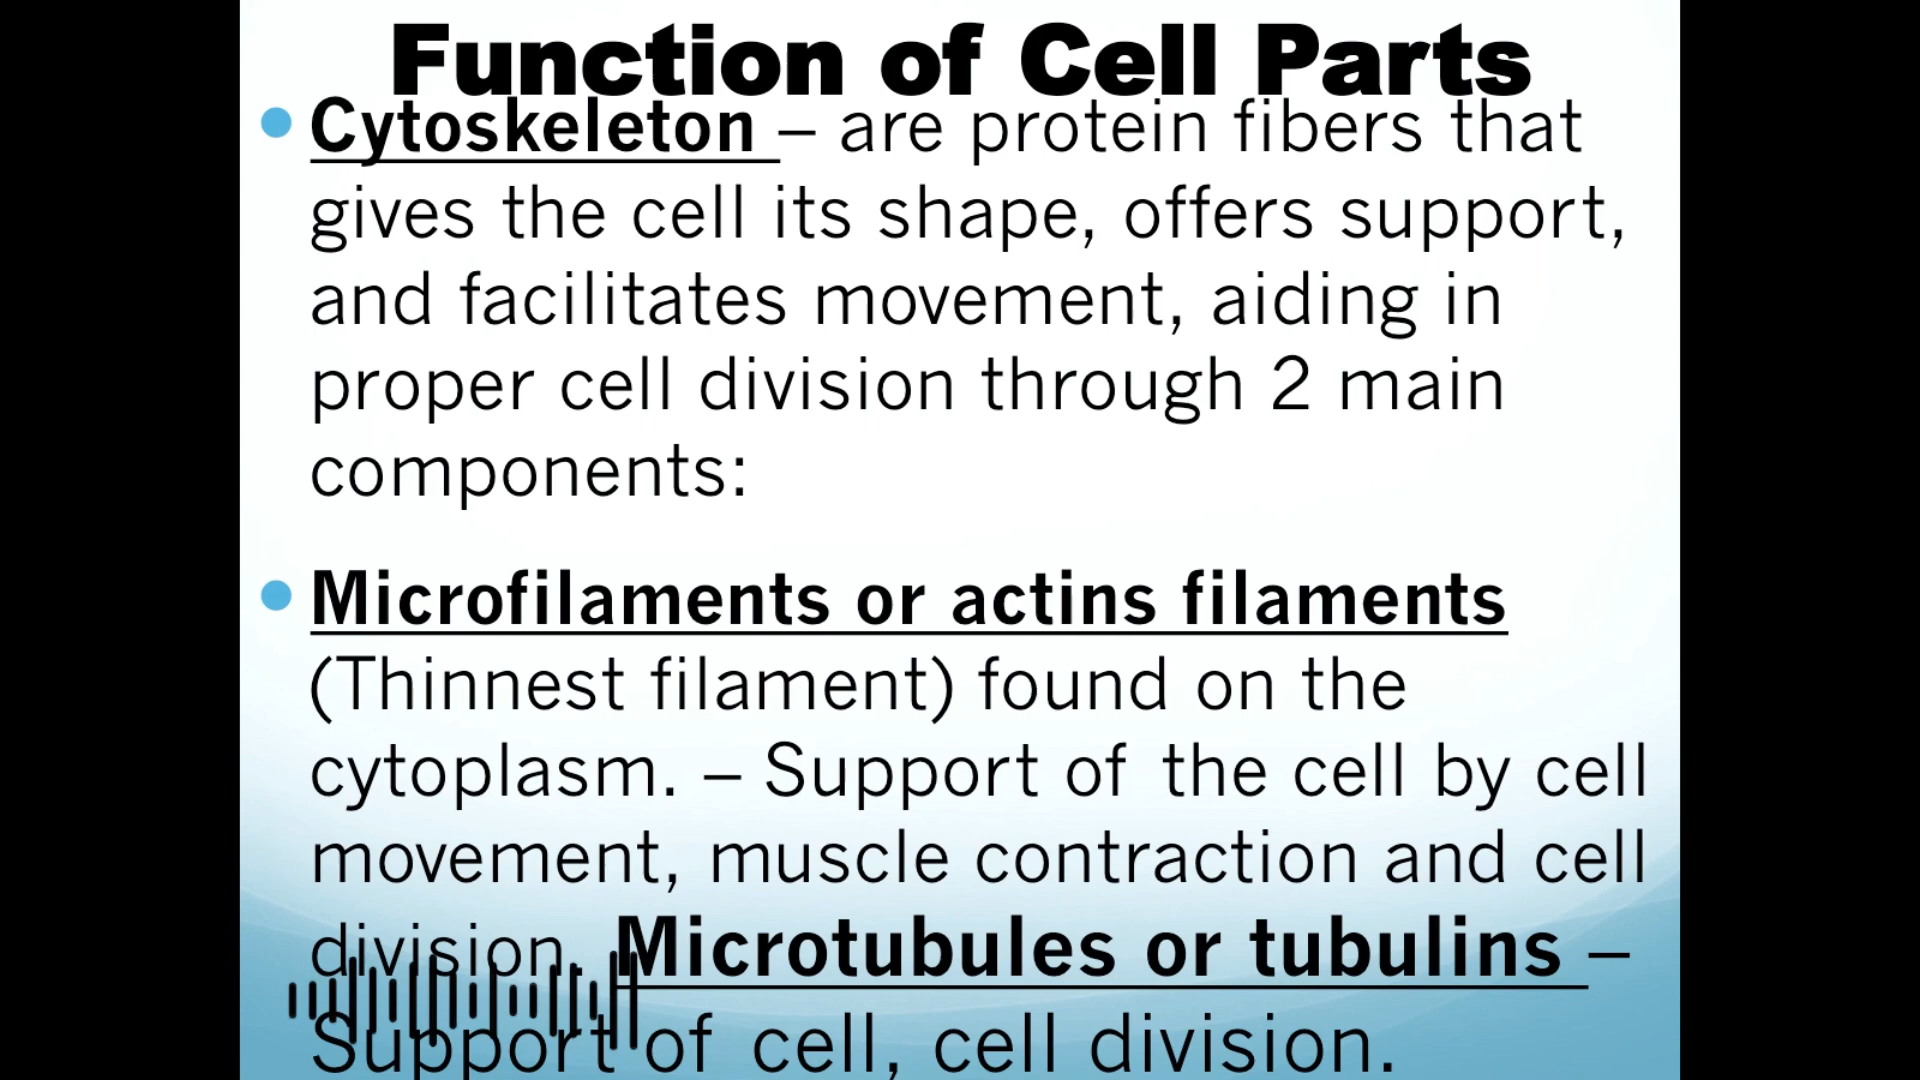 Function of Cell Parts
• Cytoskeleton – are protein fibers that
gives the cell its shape, offers support,
and facilitates movement, aiding in
proper cell division through 2 main
components:
• Microfilaments or actins filaments
(Thinnest filament) found on the
cytoplasm. – Support of the cell by cell
movement, muscle contraction and cell
division. Microtubules or tubulins –
Support of cell, cell division.